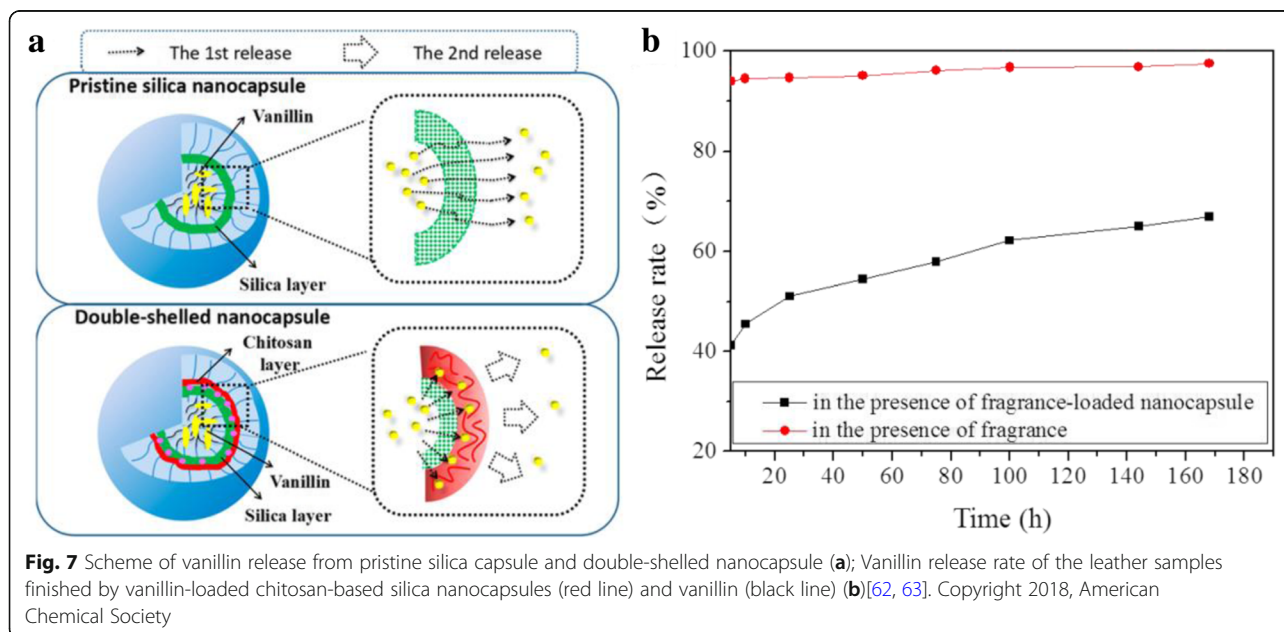 a
The 1st release
The 2nd release
Pristine silica nanocapsule
Vanillin
Silica layer
Double-shelled nanocapsule
Chitosan
layer
Vanillin
Silica layer
b
100
80
60
40
20
Release rate (%)
in the presence of fragrance-loaded nanocapsule
in the presence of fragrance
20 40 60 80 100 120 140 160 180
Time (h)
Fig. 7 Scheme of vanillin release from pristine silica capsule and double-shelled nanocapsule (a); Vanillin release rate of the leather samples
finished by vanillin-loaded chitosan-based silica nanocapsules (red line) and vanillin (black line) (b)[62, 63]. Copyright 2018, American
Chemical Society